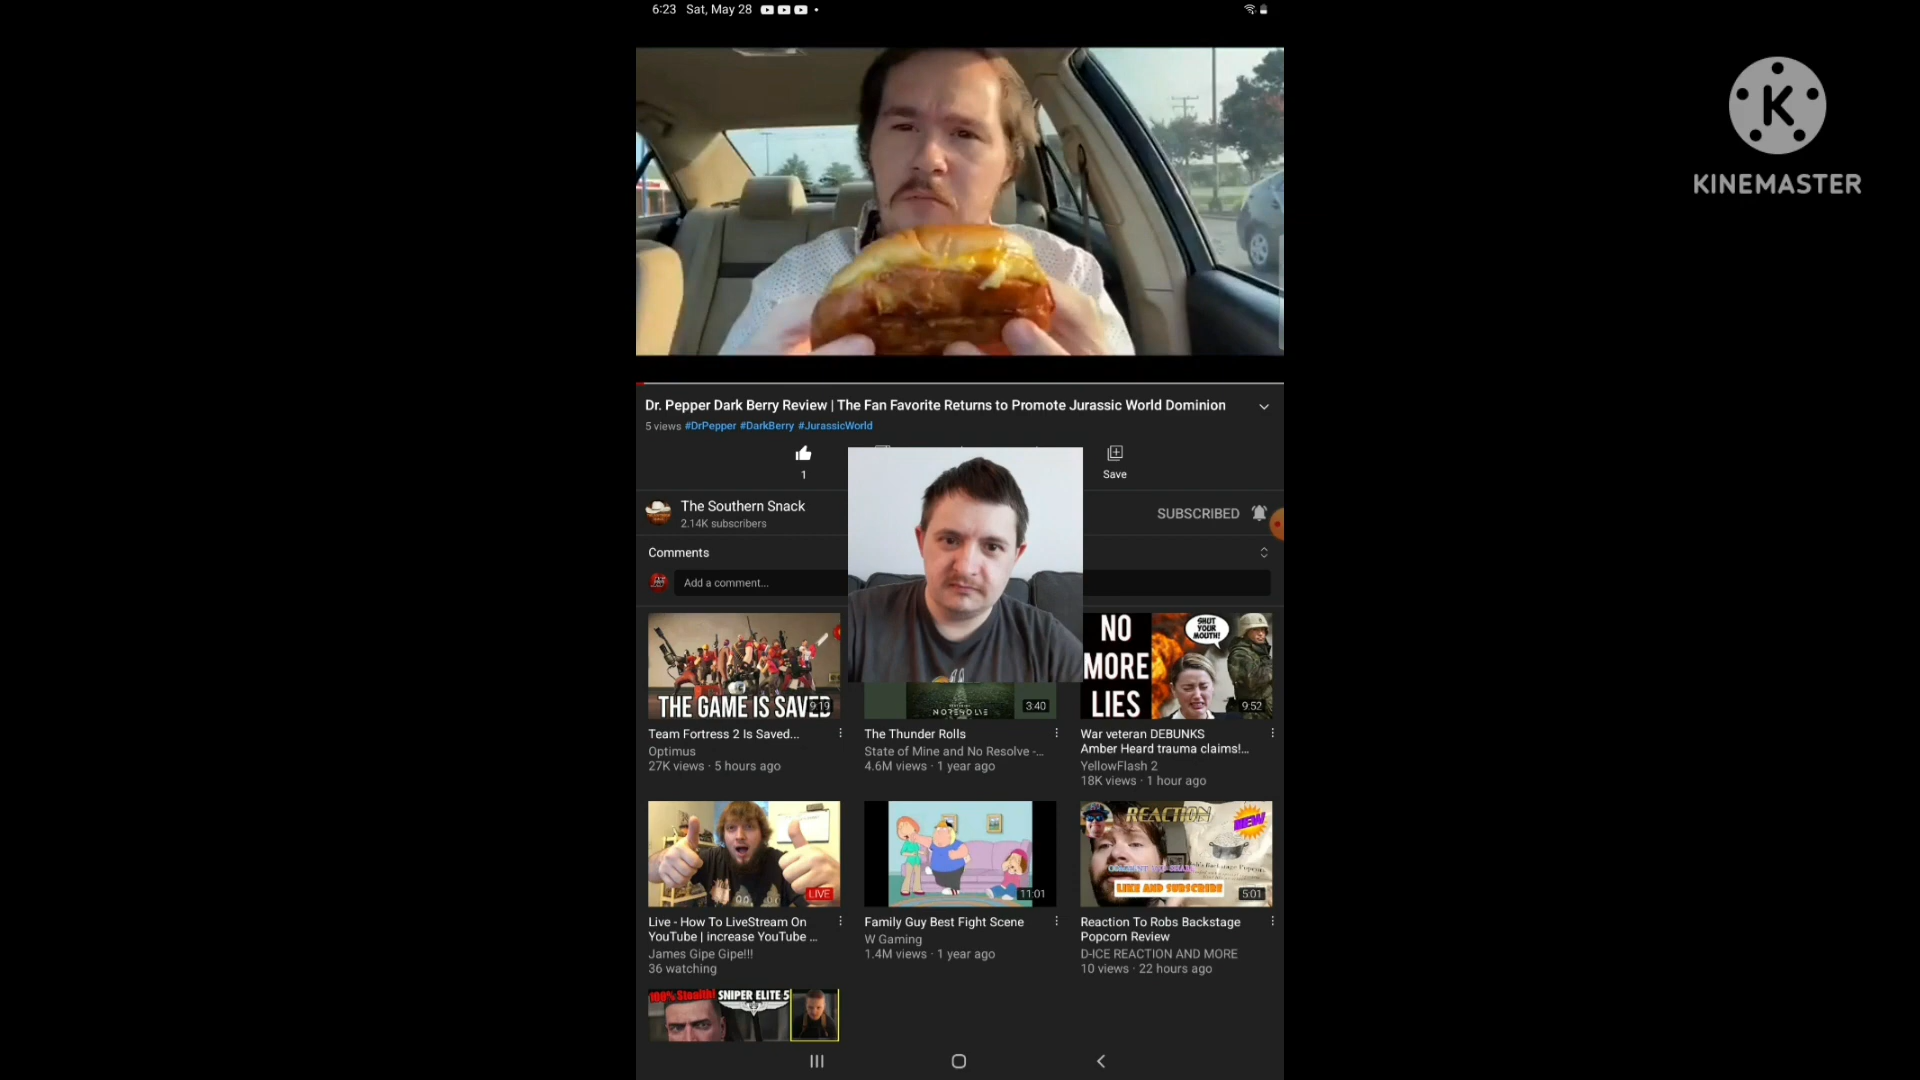 6:23 Sat, May 28
K
KINEMASTER
Dr. Pepper Dark Berry Review | The Fan Favorite Returns to Promote Jurassic World Dominion
5 views #DrPepper #DarkBerry #JurassicWorld
1
Save
The Southern Snack
2.14K subscribers
SUBSCRIBED
Comments
Add a comment...
THE GAME IS SAVED
9:19
3:40
NO
MORE
LIES
SHUT
YOUR
MOUTH!
9:52
Team Fortress 2 Is Saved...
Optimus
27K views · 5 hours ago
The Thunder Rolls
State of Mine and No Resolve -...
4.6M views · 1 year ago
War veteran DEBUNKS
Amber Heard trauma claims!...
YellowFlash 2
18K views · 1 hour ago
LIVE
11:01
REACTION
NEW
LIKE AND SUBSCRIBE
5:01
Live - How To LiveStream On
YouTube | increase YouTube ...
James Gipe Gipe!!!
36 watching
Family Guy Best Fight Scene
W Gaming
1.4M views · 1 year ago
Reaction To Robs Backstage
Popcorn Review
D-ICE REACTION AND MORE
10 views · 22 hours ago
100% Stealth! SNIPER ELITE 5